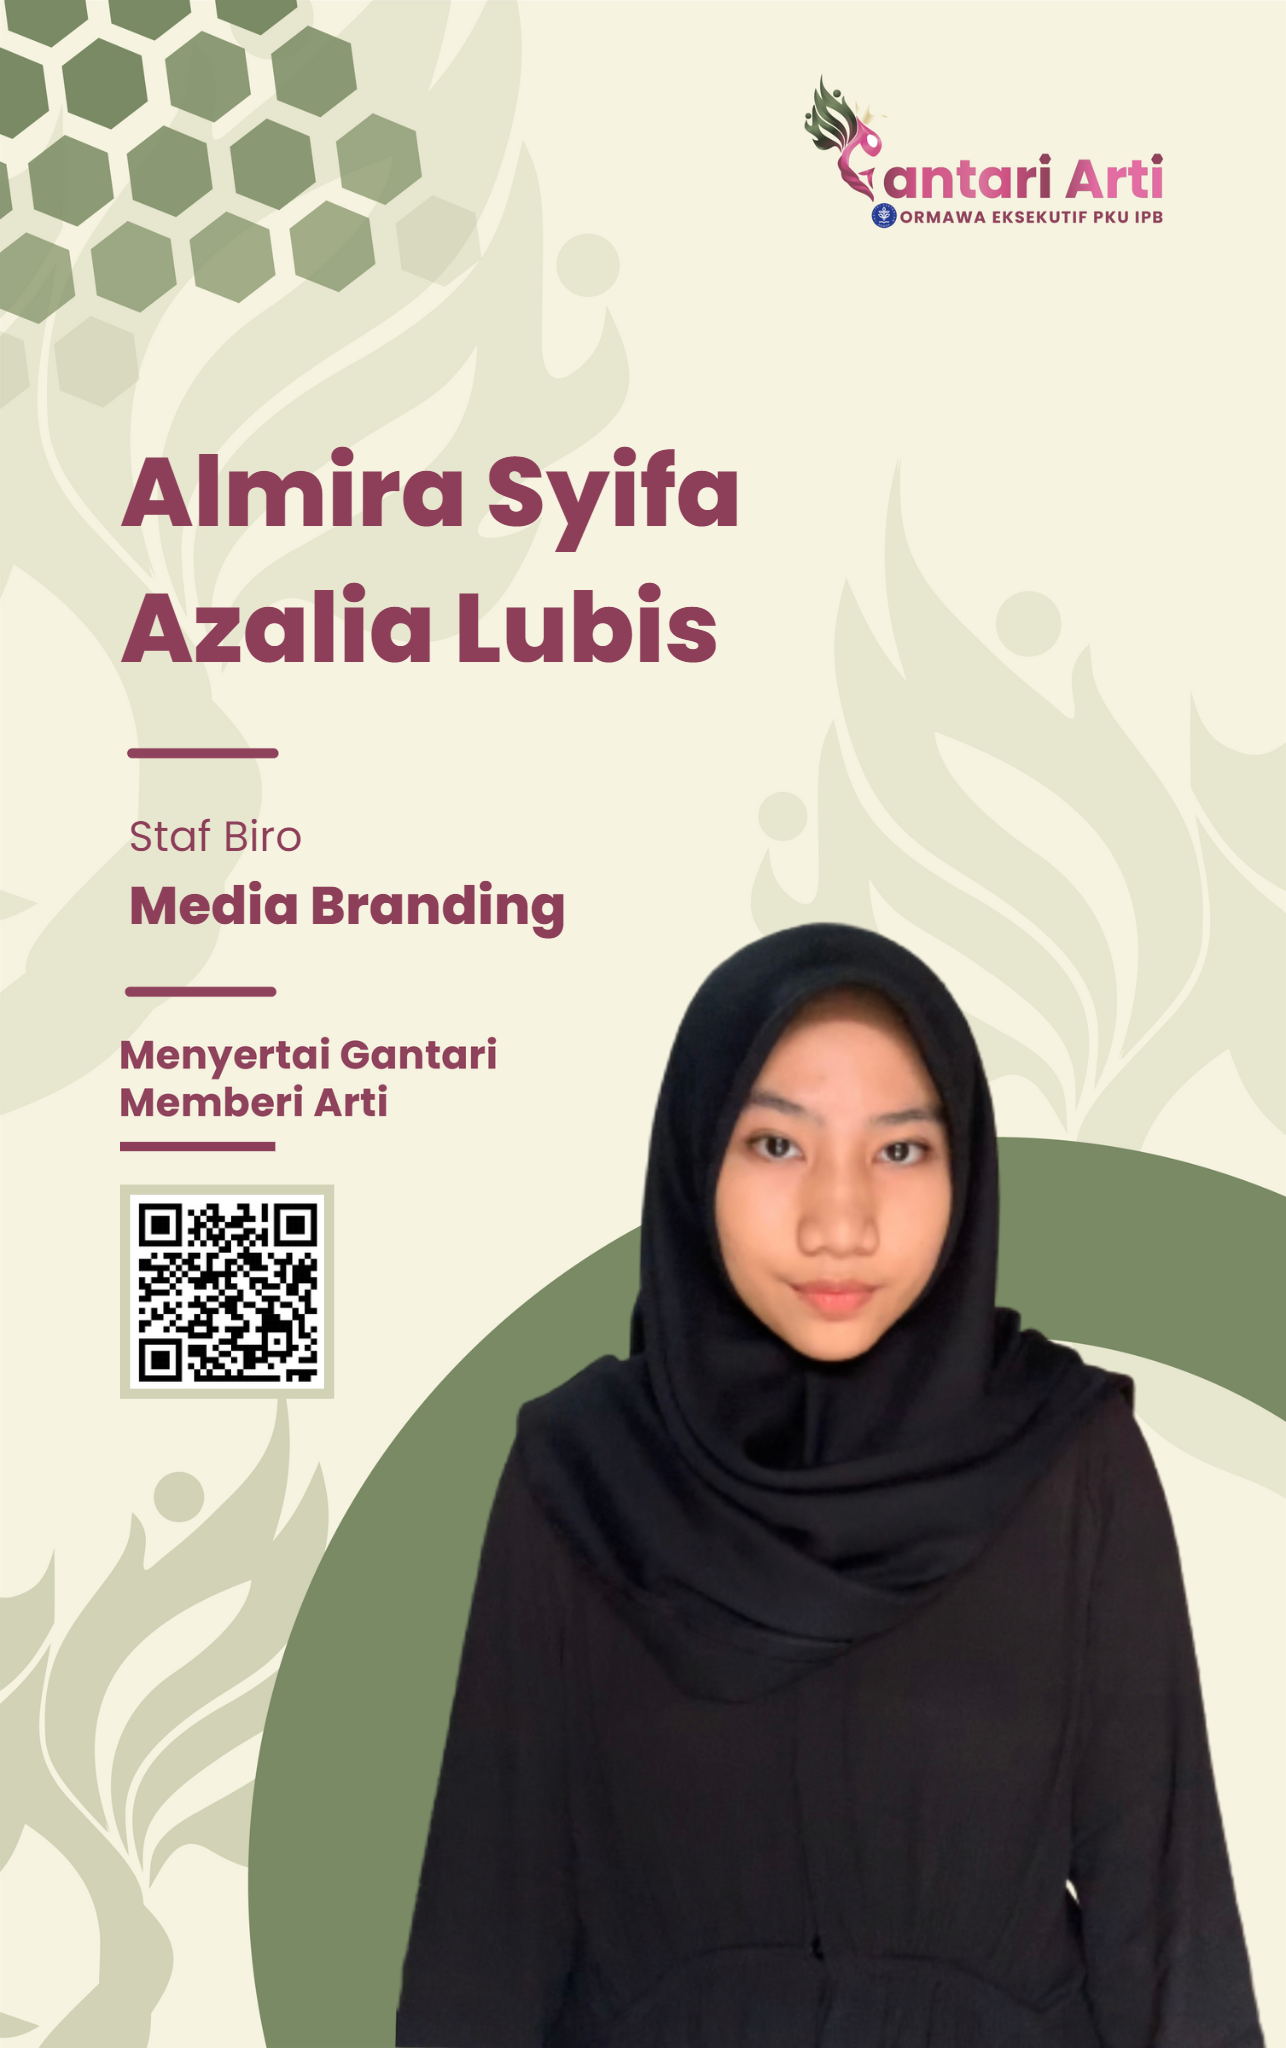 Gantari Arti
ORMAWA EKSEKUTIF PKU IPB
Almira Syifa
Azalia Lubis
Staf Biro
Media Branding
Menyertai Gantari
Memberi Arti